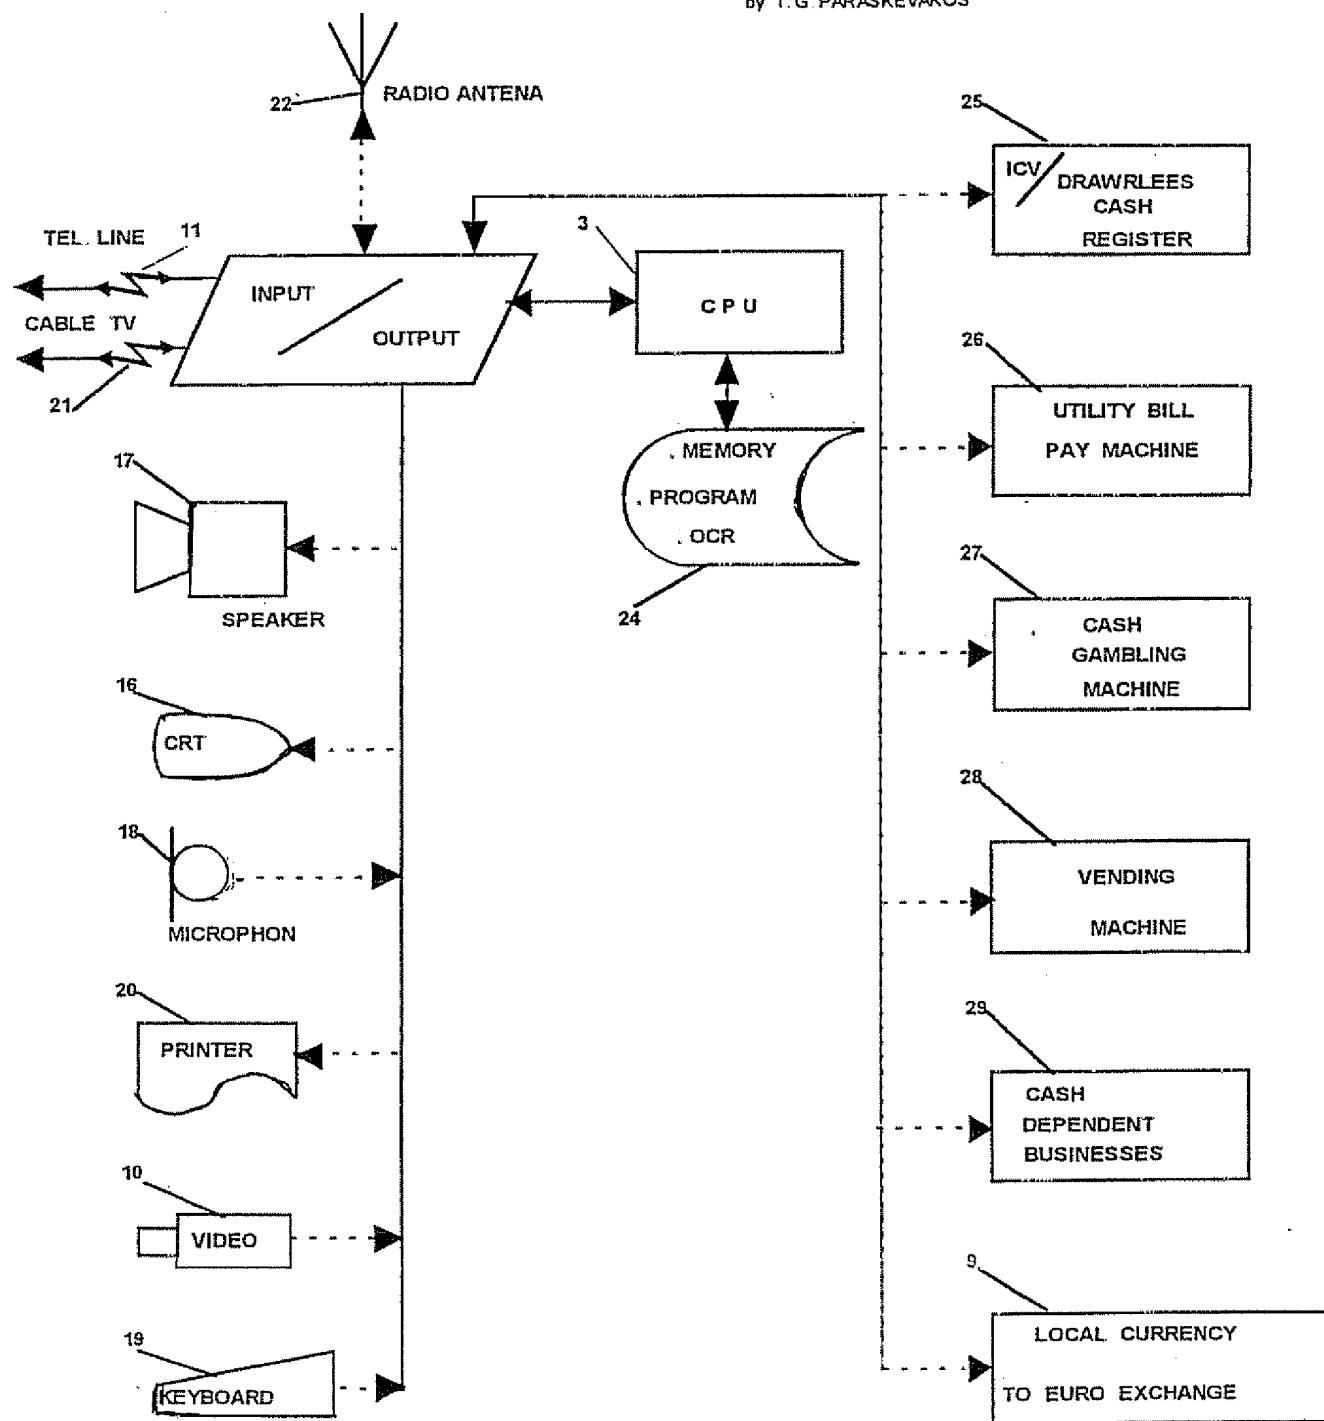 by T. G. PARASKEVAKOS
22
RADIO ANTENA
25
ICV
DRAWRLEES
CASH
REGISTER
TEL. LINE
11
3
INPUT
OUTPUT
C P U
CABLE TV
21
26
UTILITY BILL
PAY MACHINE
17
SPEAKER
. MEMORY
. PROGRAM
. OCR
24
27
CASH
GAMBLING
MACHINE
16
CRT
28
VENDING
MACHINE
18
MICROPHON
20
PRINTER
29
CASH
DEPENDENT
BUSINESSES
10
VIDEO
9
LOCAL CURRENCY
TO EURO EXCHANGE
19
KEYBOARD